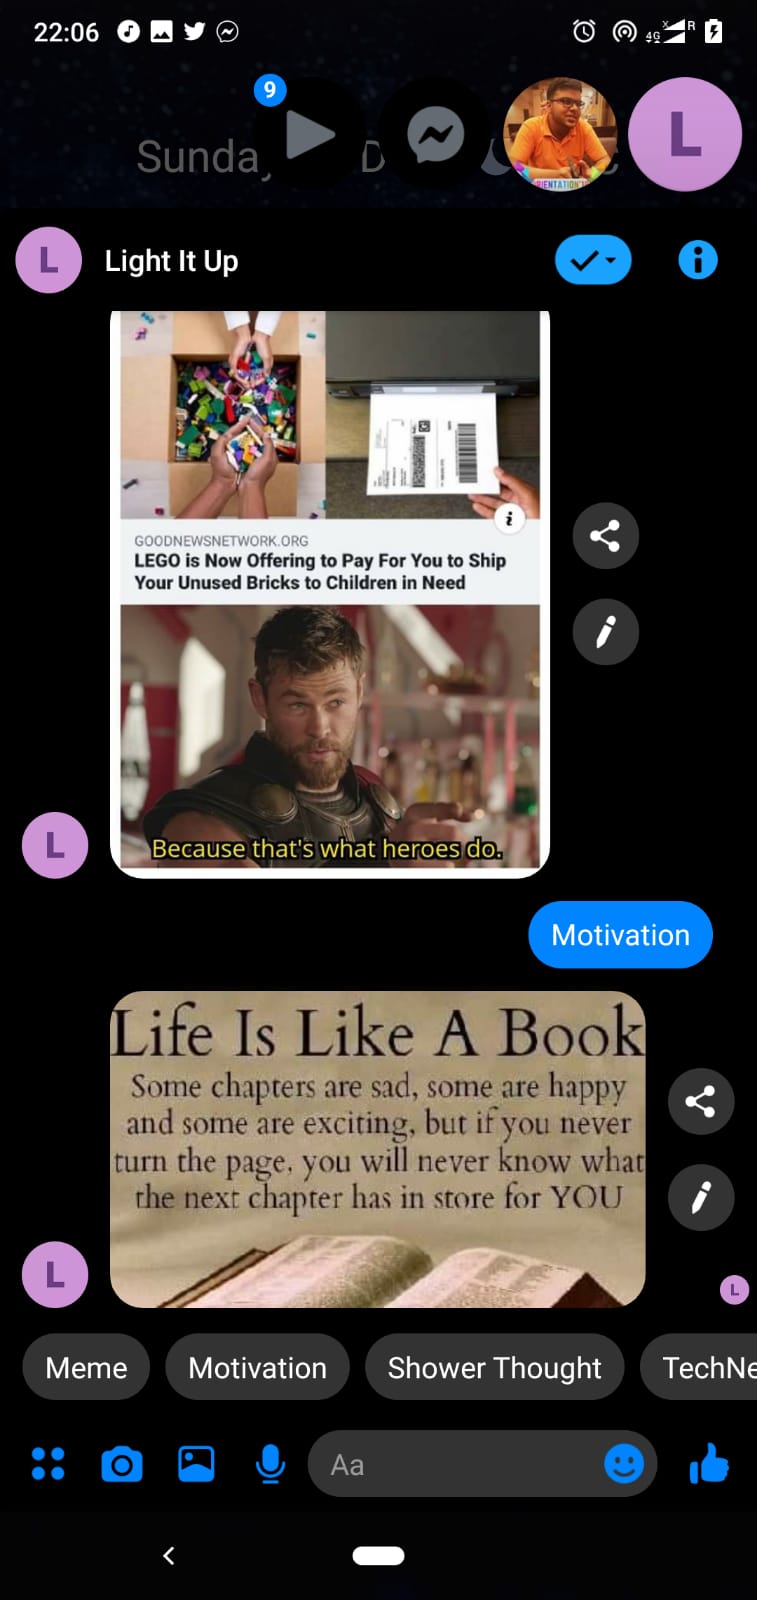 22:06
4G
R
9
Sunda
D
c
RIENTATION'1
L
L
Light It Up
GOODNEWSNETWORK.ORG
LEGO is Now Offering to Pay For You to Ship
Your Unused Bricks to Children in Need
Because that's what heroes do.
L
Motivation
Life Is Like A Book
Some chapters are sad, some are happy
and some are exciting, but if you never
turn the page, you will never know what
the next chapter has in store for YOU
L
L
Meme
Motivation
Shower Thought
TechNe
Aa